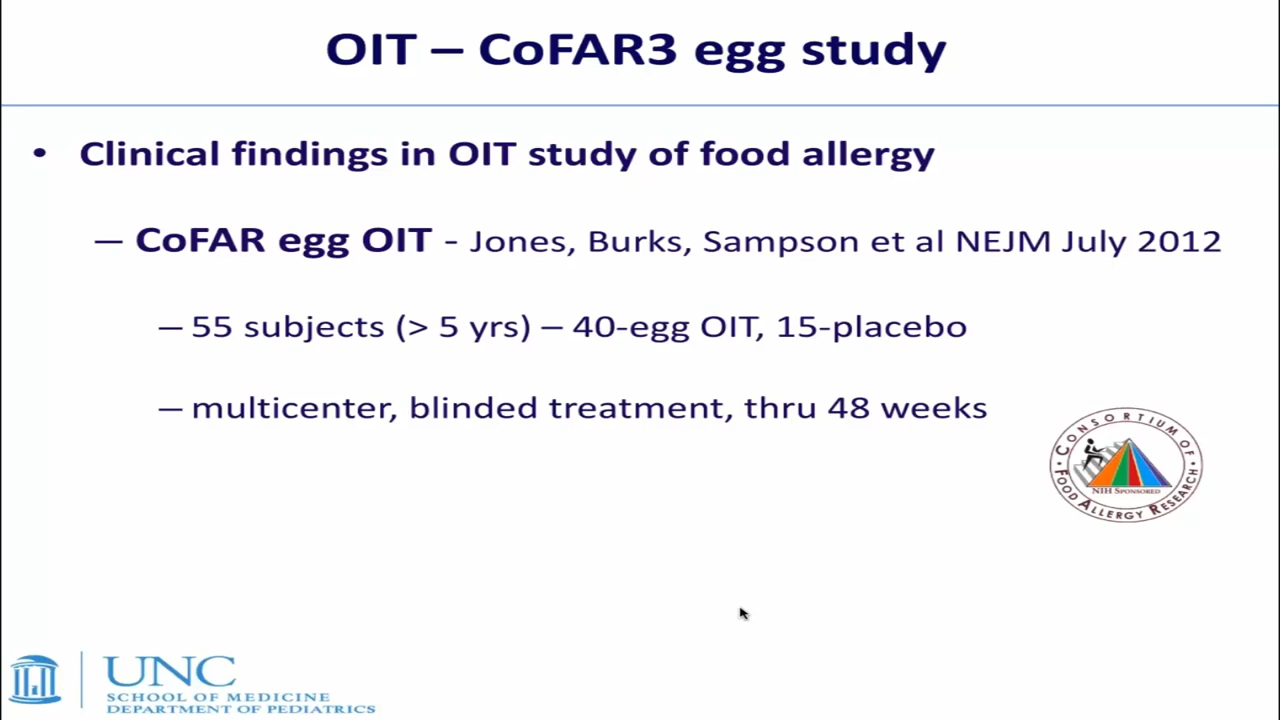 OIT – CoFAR3 egg study
• Clinical findings in OIT study of food allergy
– CoFAR egg OIT - Jones, Burks, Sampson et al NEJM July 2012
– 55 subjects (> 5 yrs) – 40-egg OIT, 15-placebo
– multicenter, blinded treatment, thru 48 weeks
CONSORTIUM OF
FOOD ALLERGY RESEARCH
NIH SPONSORED
UNC
SCHOOL OF MEDICINE
DEPARTMENT OF PEDIATRICS